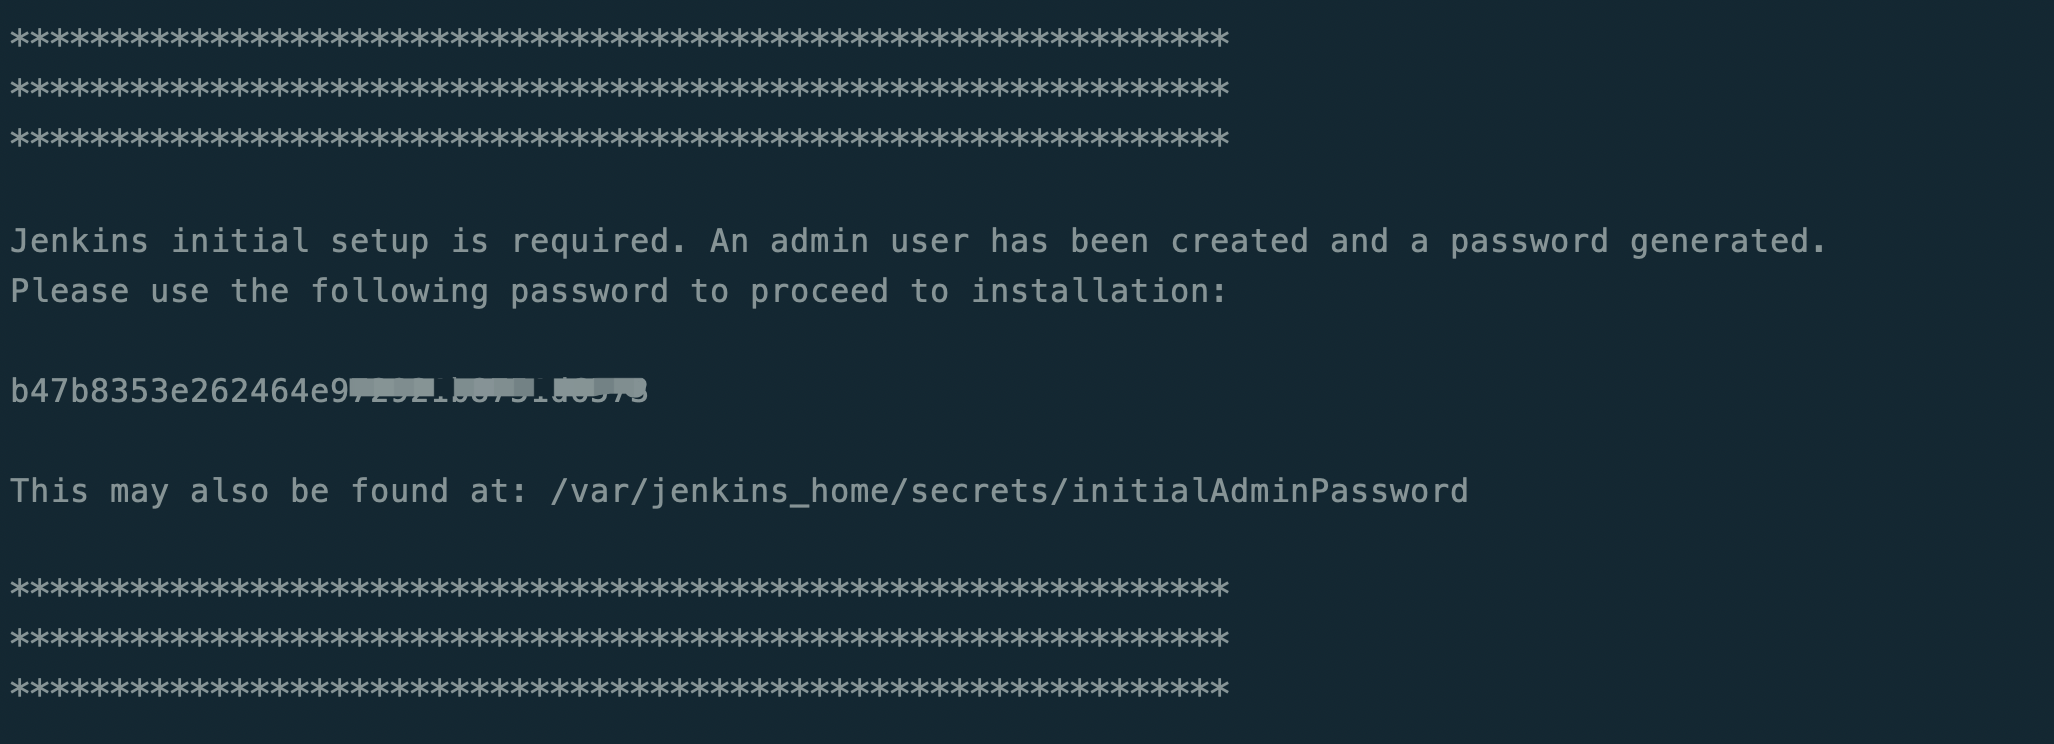 *************************************************************
*************************************************************
*************************************************************
Jenkins initial setup is required. An admin user has been created and a password generated.
Please use the following password to proceed to installation:
b47b8353e262464e9
This may also be found at: /var/jenkins_home/secrets/initialAdminPassword
*************************************************************
*************************************************************
*************************************************************